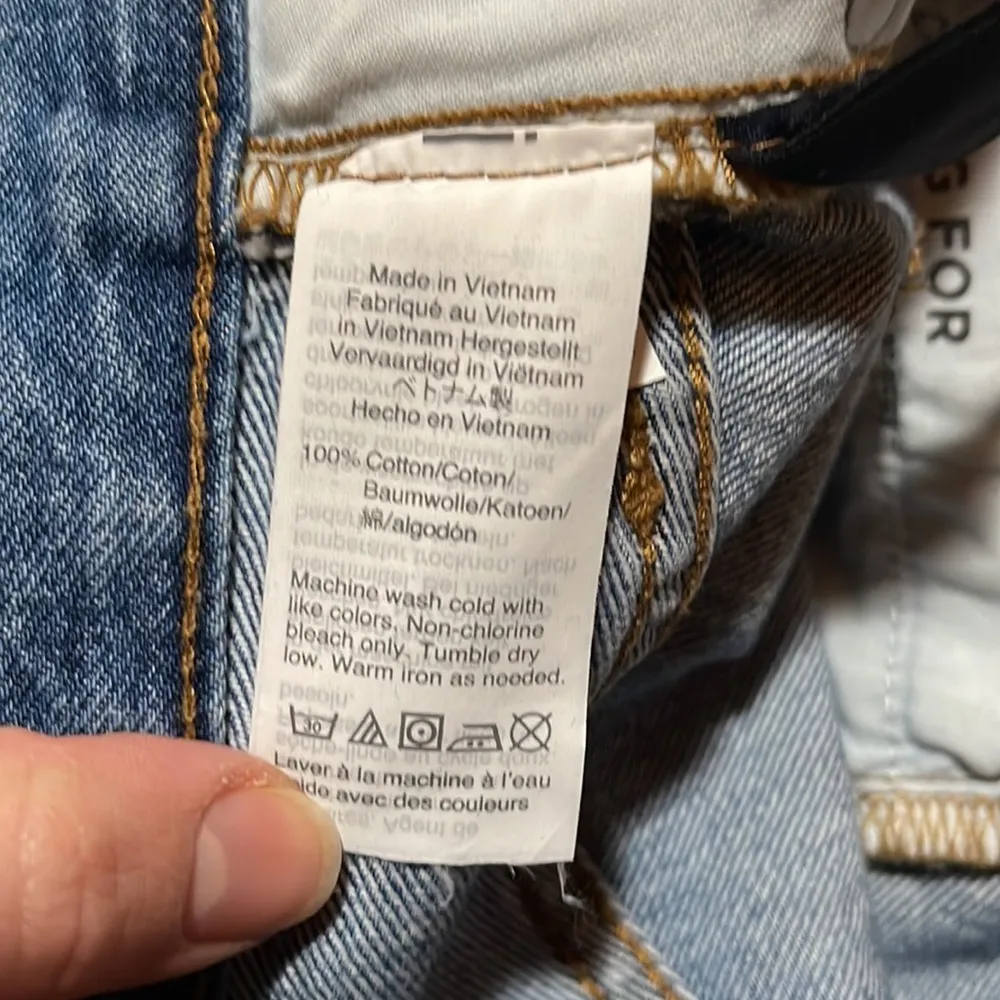 Made in Vietnam
Fabriqué au Vietnam
in Vietnam Hergestellt
Vervaardigd in Viëtnam
ベトナム製
Hecho en Vietnam
100% Cotton/Coton/
Baumwolle/Katoen/
綿/algodón
Machine wash cold with
like colors. Non-chlorine
bleach only. Tumble dry
low. Warm iron as needed.
30
Laver à la machine à l'eau
avec des couleurs
FOR